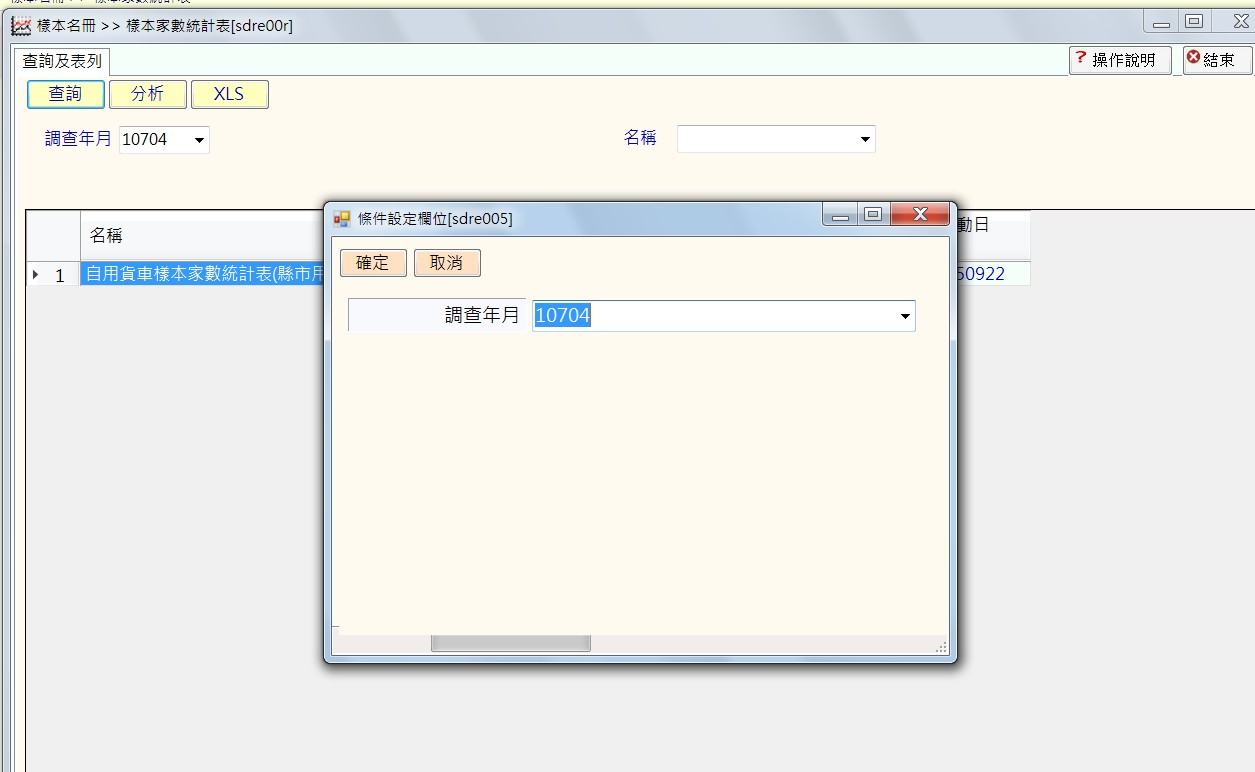 樣本名冊 >> 樣本家數統計表[sdre00r]
查詢及表列
操作說明
結束
查詢
分析
XLS
調查年月
10704
名稱
名稱
動日
1
自用貨車樣本家數統計表(縣市用
50922
條件設定欄位[sdre005]
確定
取消
調查年月
10704